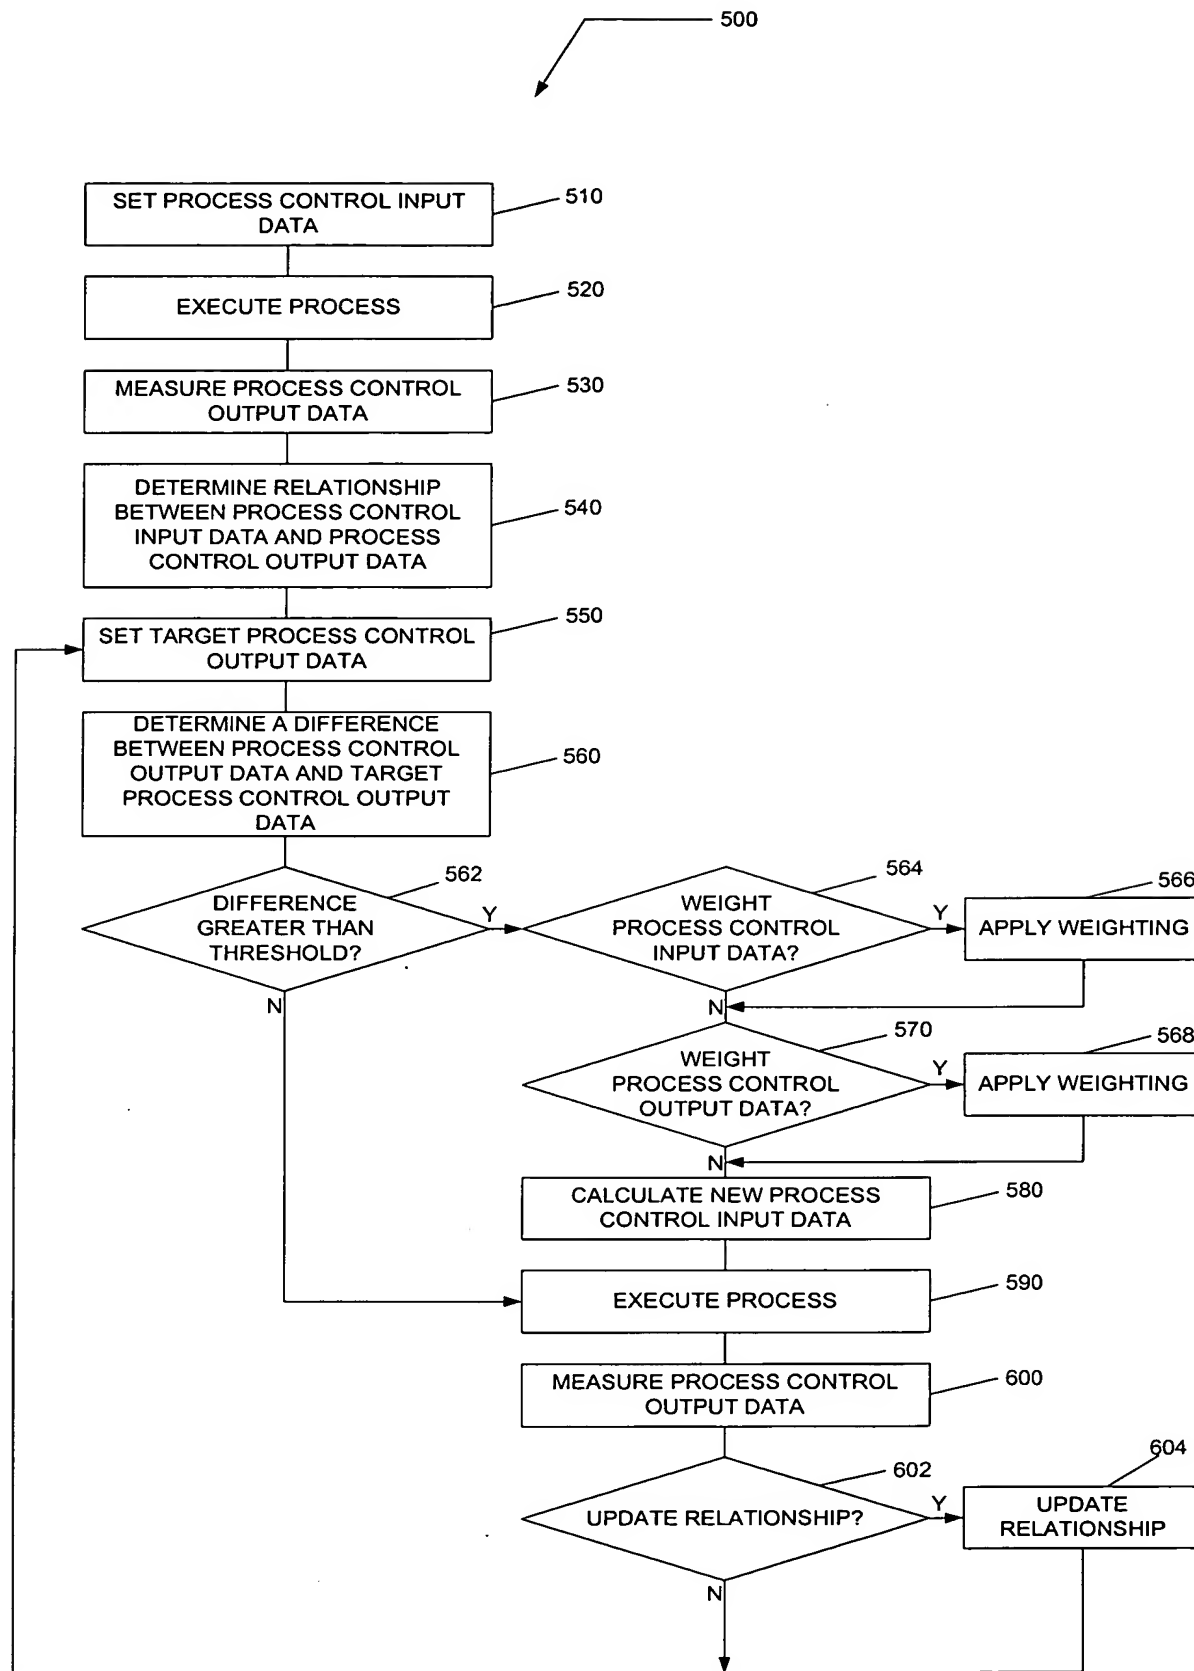 500
SET PROCESS CONTROL INPUT
DATA
510
EXECUTE PROCESS
520
MEASURE PROCESS CONTROL
OUTPUT DATA
530
DETERMINE RELATIONSHIP
BETWEEN PROCESS CONTROL
INPUT DATA AND PROCESS
CONTROL OUTPUT DATA
540
SET TARGET PROCESS CONTROL
OUTPUT DATA
550
DETERMINE A DIFFERENCE
BETWEEN PROCESS CONTROL
OUTPUT DATA AND TARGET
PROCESS CONTROL OUTPUT
DATA
560
DIFFERENCE
GREATER THAN
THRESHOLD?
562
Y
N
WEIGHT
PROCESS CONTROL
INPUT DATA?
564
Y
N
APPLY WEIGHTING
566
WEIGHT
PROCESS CONTROL
OUTPUT DATA?
570
Y
N
APPLY WEIGHTING
568
CALCULATE NEW PROCESS
CONTROL INPUT DATA
580
EXECUTE PROCESS
590
MEASURE PROCESS CONTROL
OUTPUT DATA
600
UPDATE RELATIONSHIP?
602
Y
N
UPDATE
RELATIONSHIP
604